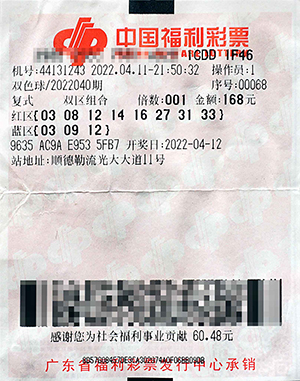 中国福利彩票
1CDD 1F46
机号:44131243 2022.04.11-21:50:32 操作员:1
双色球/2022040期 序号:00068
复式 双区组合 倍数:001 金额:168元
红区[03 08 12 14 16 27 31 33]
蓝区[03 09 12]
9635 AC9A E953 5FB7 开奖日:2022-04-12
站地址:顺德勒流光大大道11号
感谢您为社会福利事业贡献 60.48元
广东省福利彩票发行中心承销